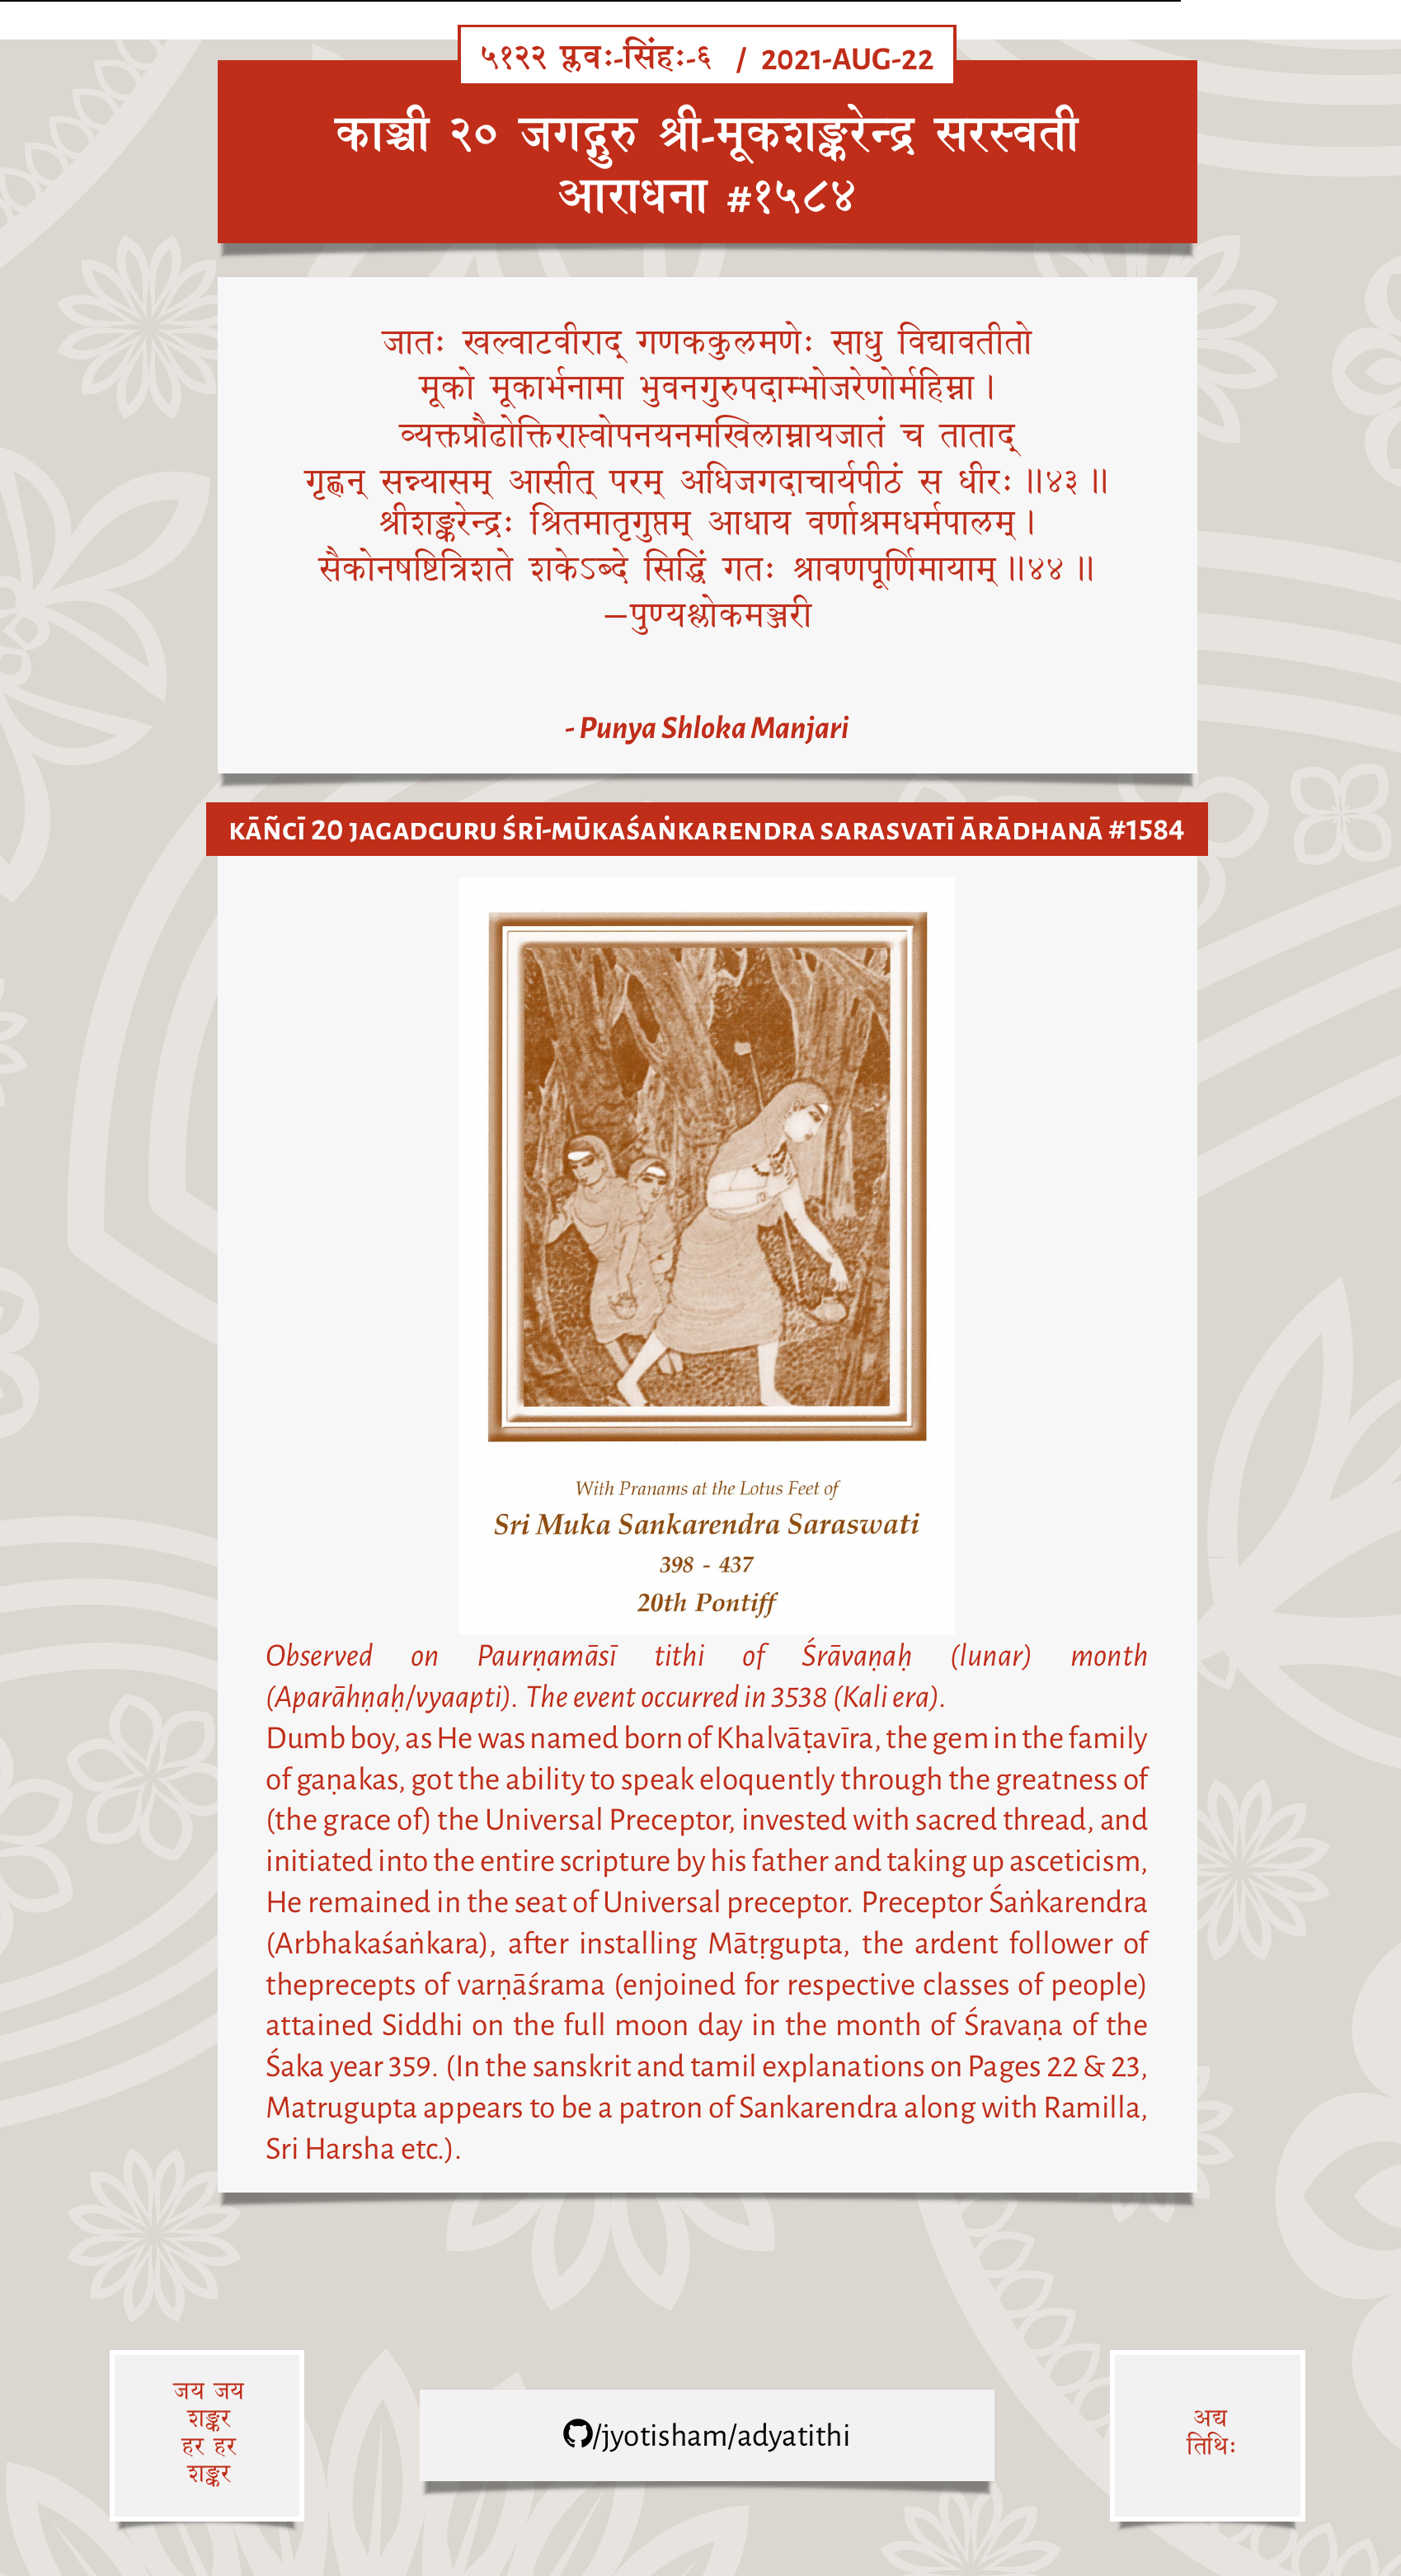 ५१२२ प्लवः-सिंहः-६ / 2021-AUG-22
काञ्ची २० जगद्गुरु श्री-मूकशङ्करेन्द्र सरस्वती
आराधना #१५८४
जातः खल्वाटवीराद् गणककुलमणेः साधु विद्यावतीतो
मूको मूकार्भनामा भुवनगुरुपदाम्भोजरेणोर्महिम्ना।
व्यक्तप्रौढोक्तिराप्त्वोपनयनमखिलाम्नायजातं च ताताद्
गृह्णन् सन्न्यासम् आसीत् परम् अधिजगदाचार्यपीठं स धीरः॥४३॥
श्रीशङ्करेन्द्रः श्रितमातृगुप्तम् आधाय वर्णाश्रमधर्मपालम्।
सैकोनषष्टित्रिशते शकेऽब्दे सिद्धिं गतः श्रावणपूर्णिमायाम्॥४४॥
—पुण्यश्लोकमञ्जरी
- Punya Shloka Manjari
KĀÑCĪ 20 JAGADGURU ŚRĪ-MŪKAŚAṄKARENDRA SARASVATĪ ĀRĀDHANĀ #1584
With Pranams at the Lotus Feet of
Sri Muka Sankarendra Saraswati
398 - 437
20th Pontiff
Observed on Paurṇamāsī tithi of Śrāvaṇaḥ (lunar) month
(Aparāhṇaḥ/vyaapti). The event occurred in 3538 (Kali era).
Dumb boy, as He was named born of Khalvāṭavīra, the gem in the family
of gaṇakas, got the ability to speak eloquently through the greatness of
(the grace of) the Universal Preceptor, invested with sacred thread, and
initiated into the entire scripture by his father and taking up asceticism,
He remained in the seat of Universal preceptor. Preceptor Śaṅkarendra
(Arbhakaśaṅkara), after installing Mātṛgupta, the ardent follower of
theprecepts of varṇāśrama (enjoined for respective classes of people)
attained Siddhi on the full moon day in the month of Śravaṇa of the
Śaka year 359. (In the sanskrit and tamil explanations on Pages 22 & 23,
Matrugupta appears to be a patron of Sankarendra along with Ramilla,
Sri Harsha etc.).
जय जय
शङ्कर
हर हर
शङ्कर
/jyotisham/adyatithi
अद्य
तिथिः